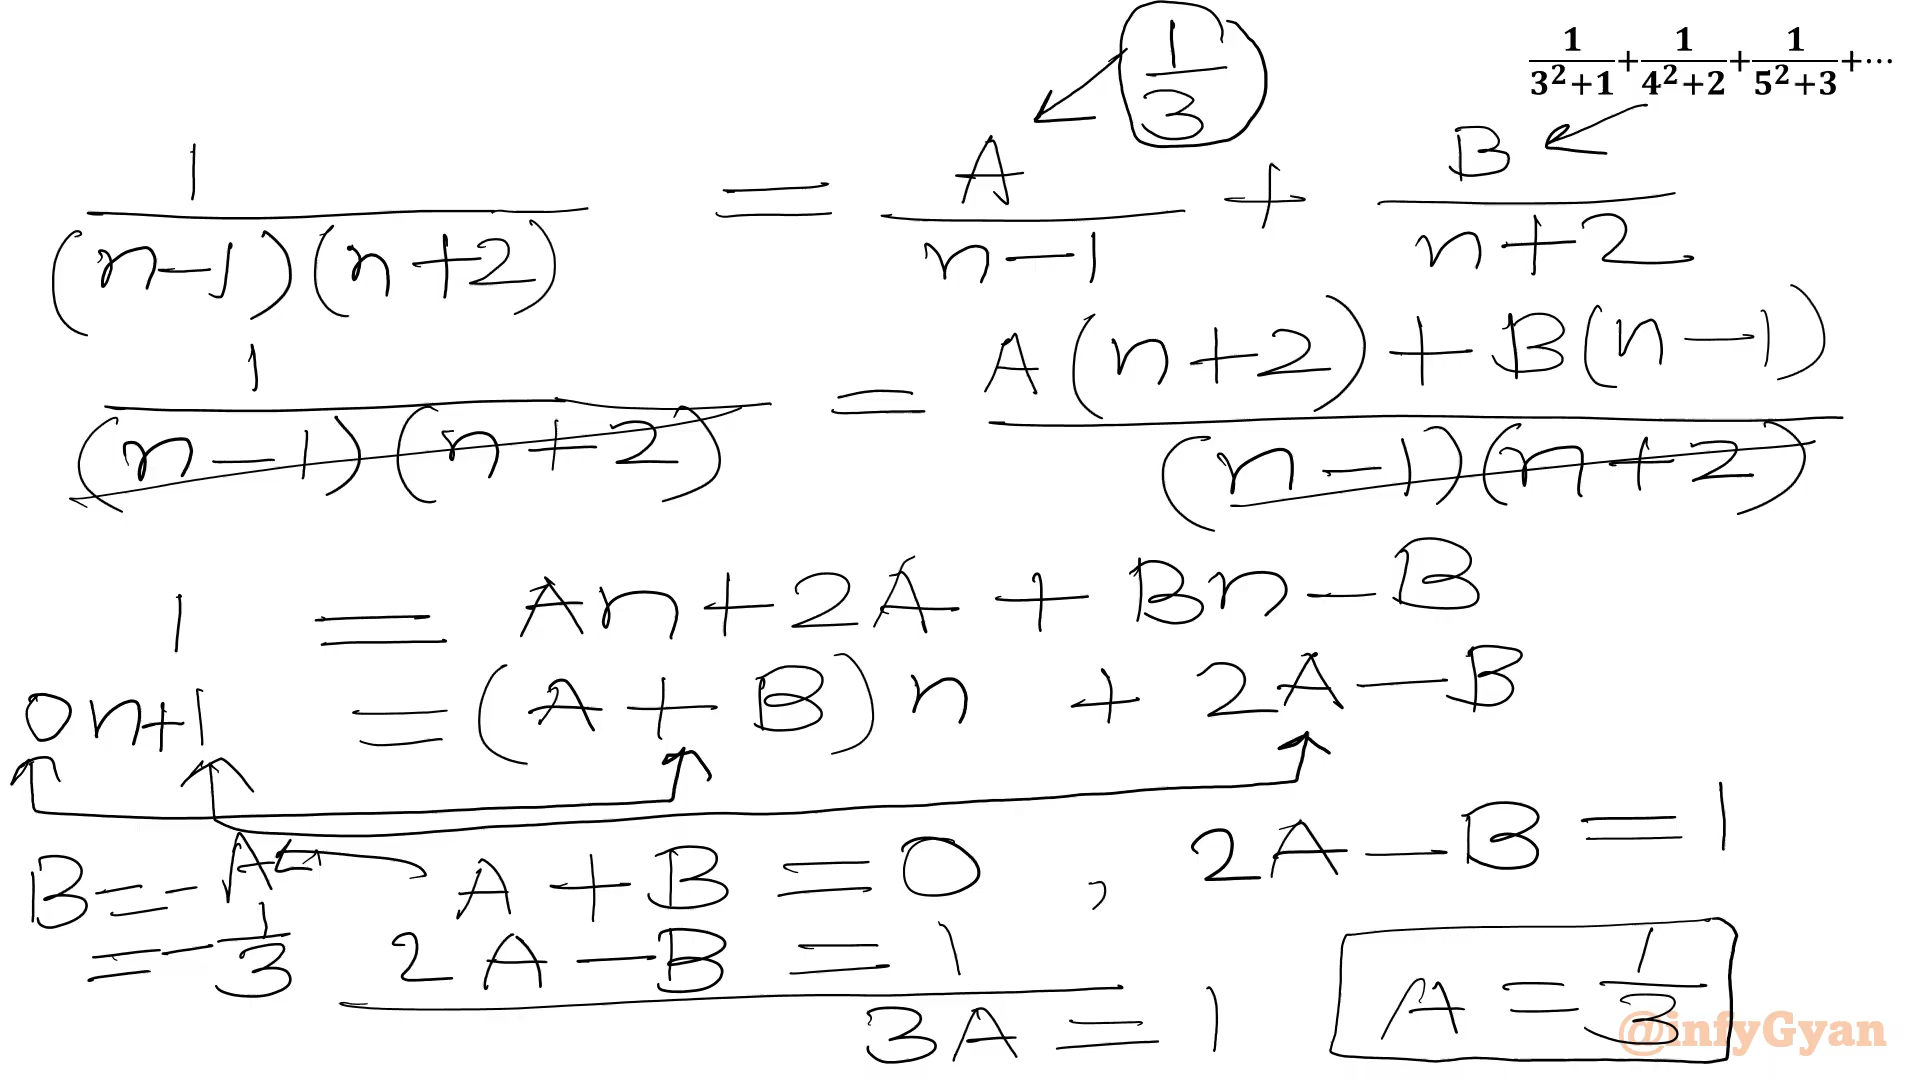 1/(3²+1) + 1/(4²+2) + 1/(5²+3) + ⋯
1/3
1/((n-1)(n+2)) = A/(n-1) + B/(n+2)
1/((n-1)(n+2)) = (A(n+2)+B(n-1))/((n-1)(n+2))
1 = An+2A+Bn-B
0n+1 = (A+B)n + 2A-B
B=-A A+B=0 , 2A-B=1
=-1/3 2A-B=1
3A=1 A=1/3
@infyGyan